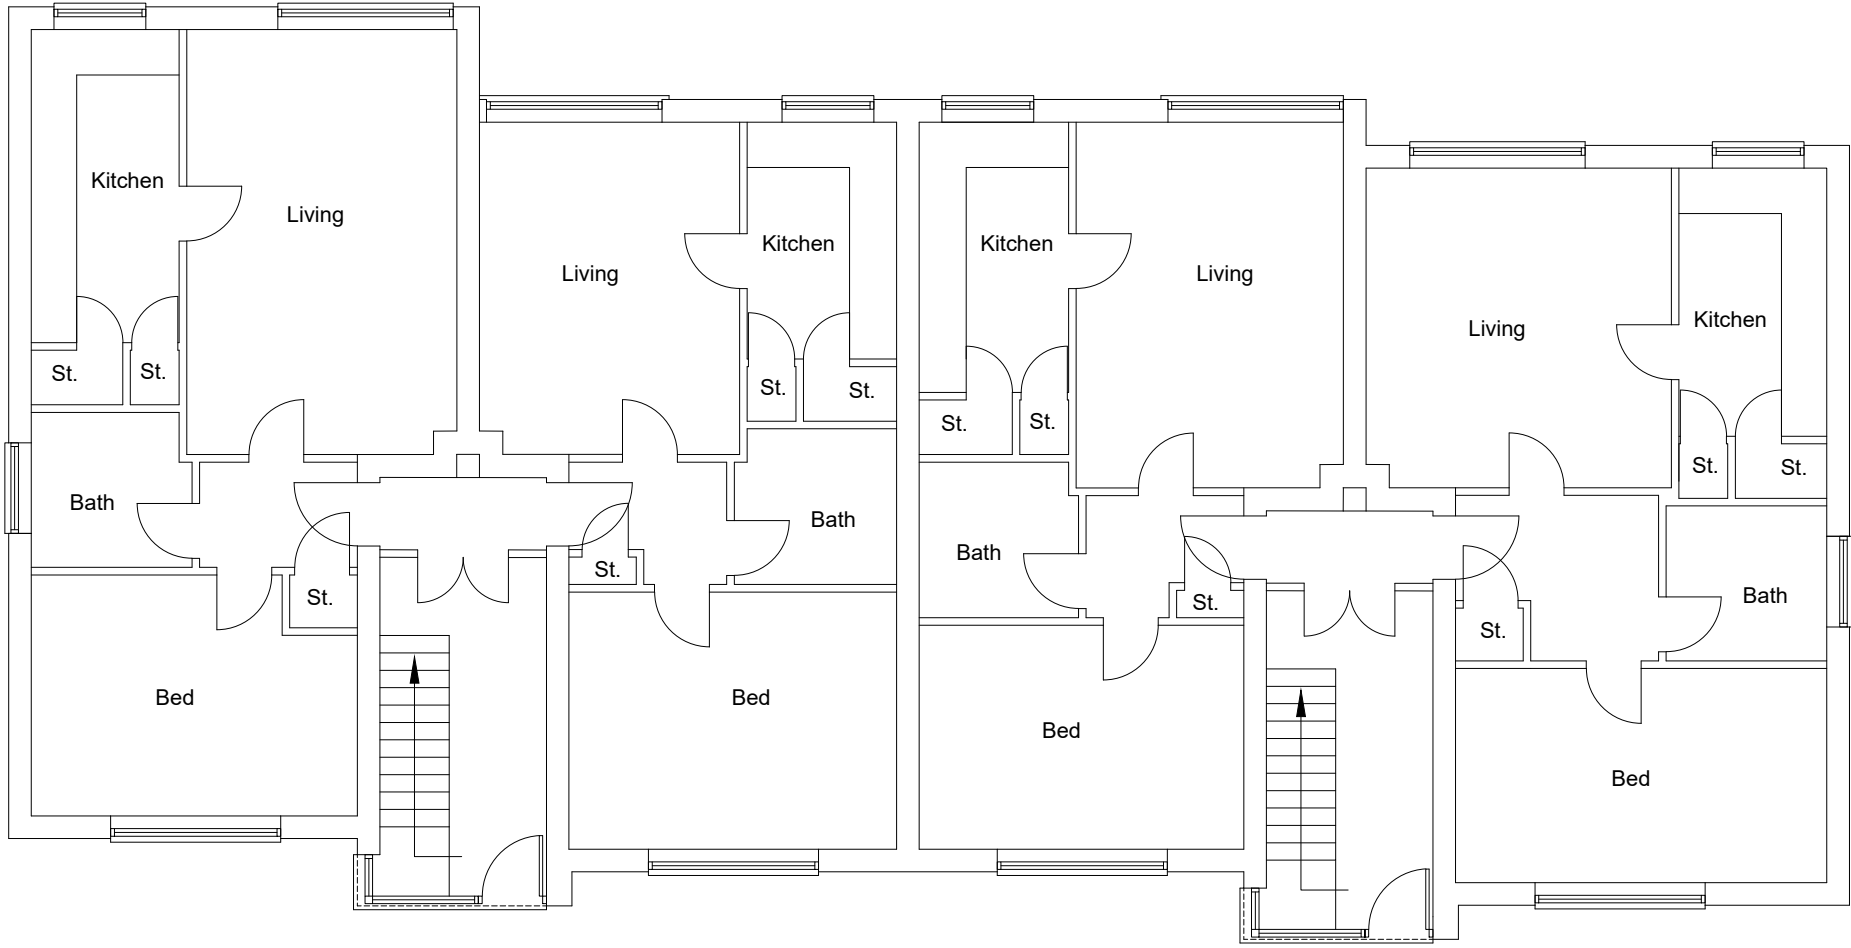 Kitchen
Living
St.
St.
Bath
St.
Bed
Living
Kitchen
St.
St.
Bath
St.
Bed
Kitchen
Living
St.
St.
Bath
St.
Bed
Living
Kitchen
St.
St.
Bath
St.
Bed